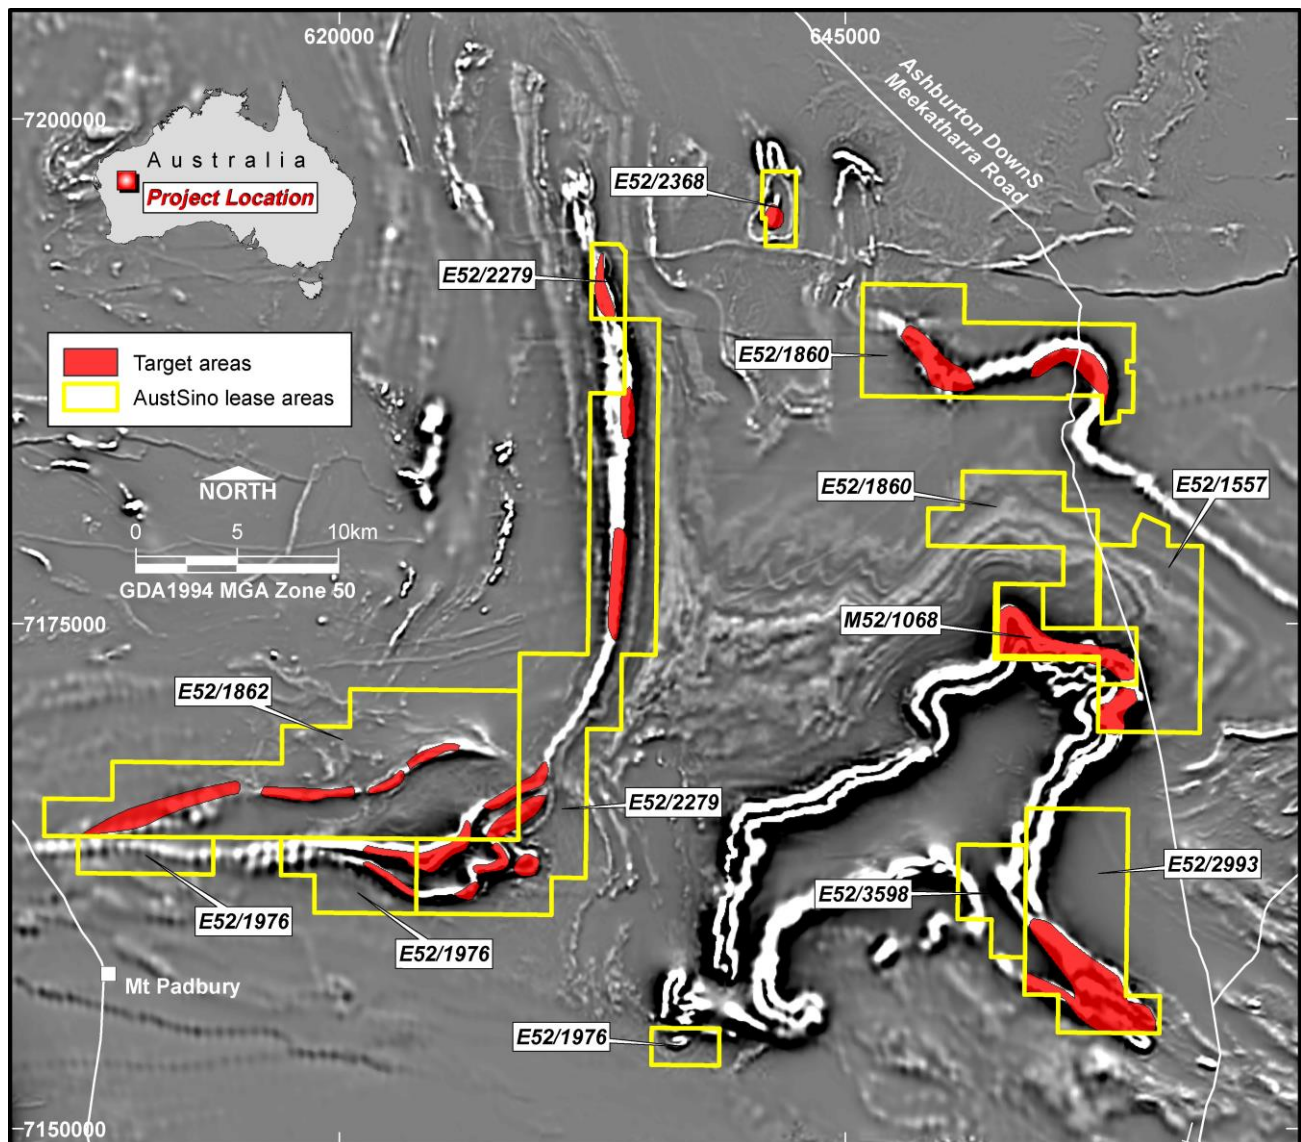 620000
645000
7200000
Ashburton DownS
Meekatharra Road
Australia
Project Location
E52/2368
E52/2279
Target areas
AustSino lease areas
E52/1860
NORTH
0 5 10km
GDA1994 MGA Zone 50
E52/1860
E52/1557
7175000
M52/1068
E52/1862
E52/2279
E52/2993
E52/3598
E52/1976
E52/1976
Mt Padbury
E52/1976
7150000